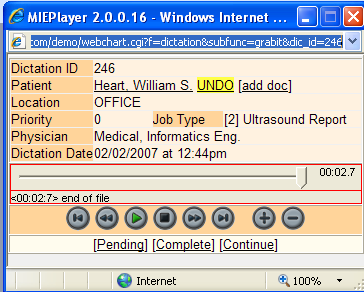 MIEPlayer 2.0.0.16 - Windows Internet ...
com/demo/webchart.cgi?f=dictation&subfunc=grabit&dic_id=246
Dictation ID 246
Patient Heart, William S. UNDO [add doc]
Location OFFICE
Priority 0 Job Type [2] Ultrasound Report
Physician Medical, Informatics Eng.
Dictation Date 02/02/2007 at 12:44pm
00:02.7
<00:02:7> end of file
[Pending] [Complete] [Continue]
Internet 100%